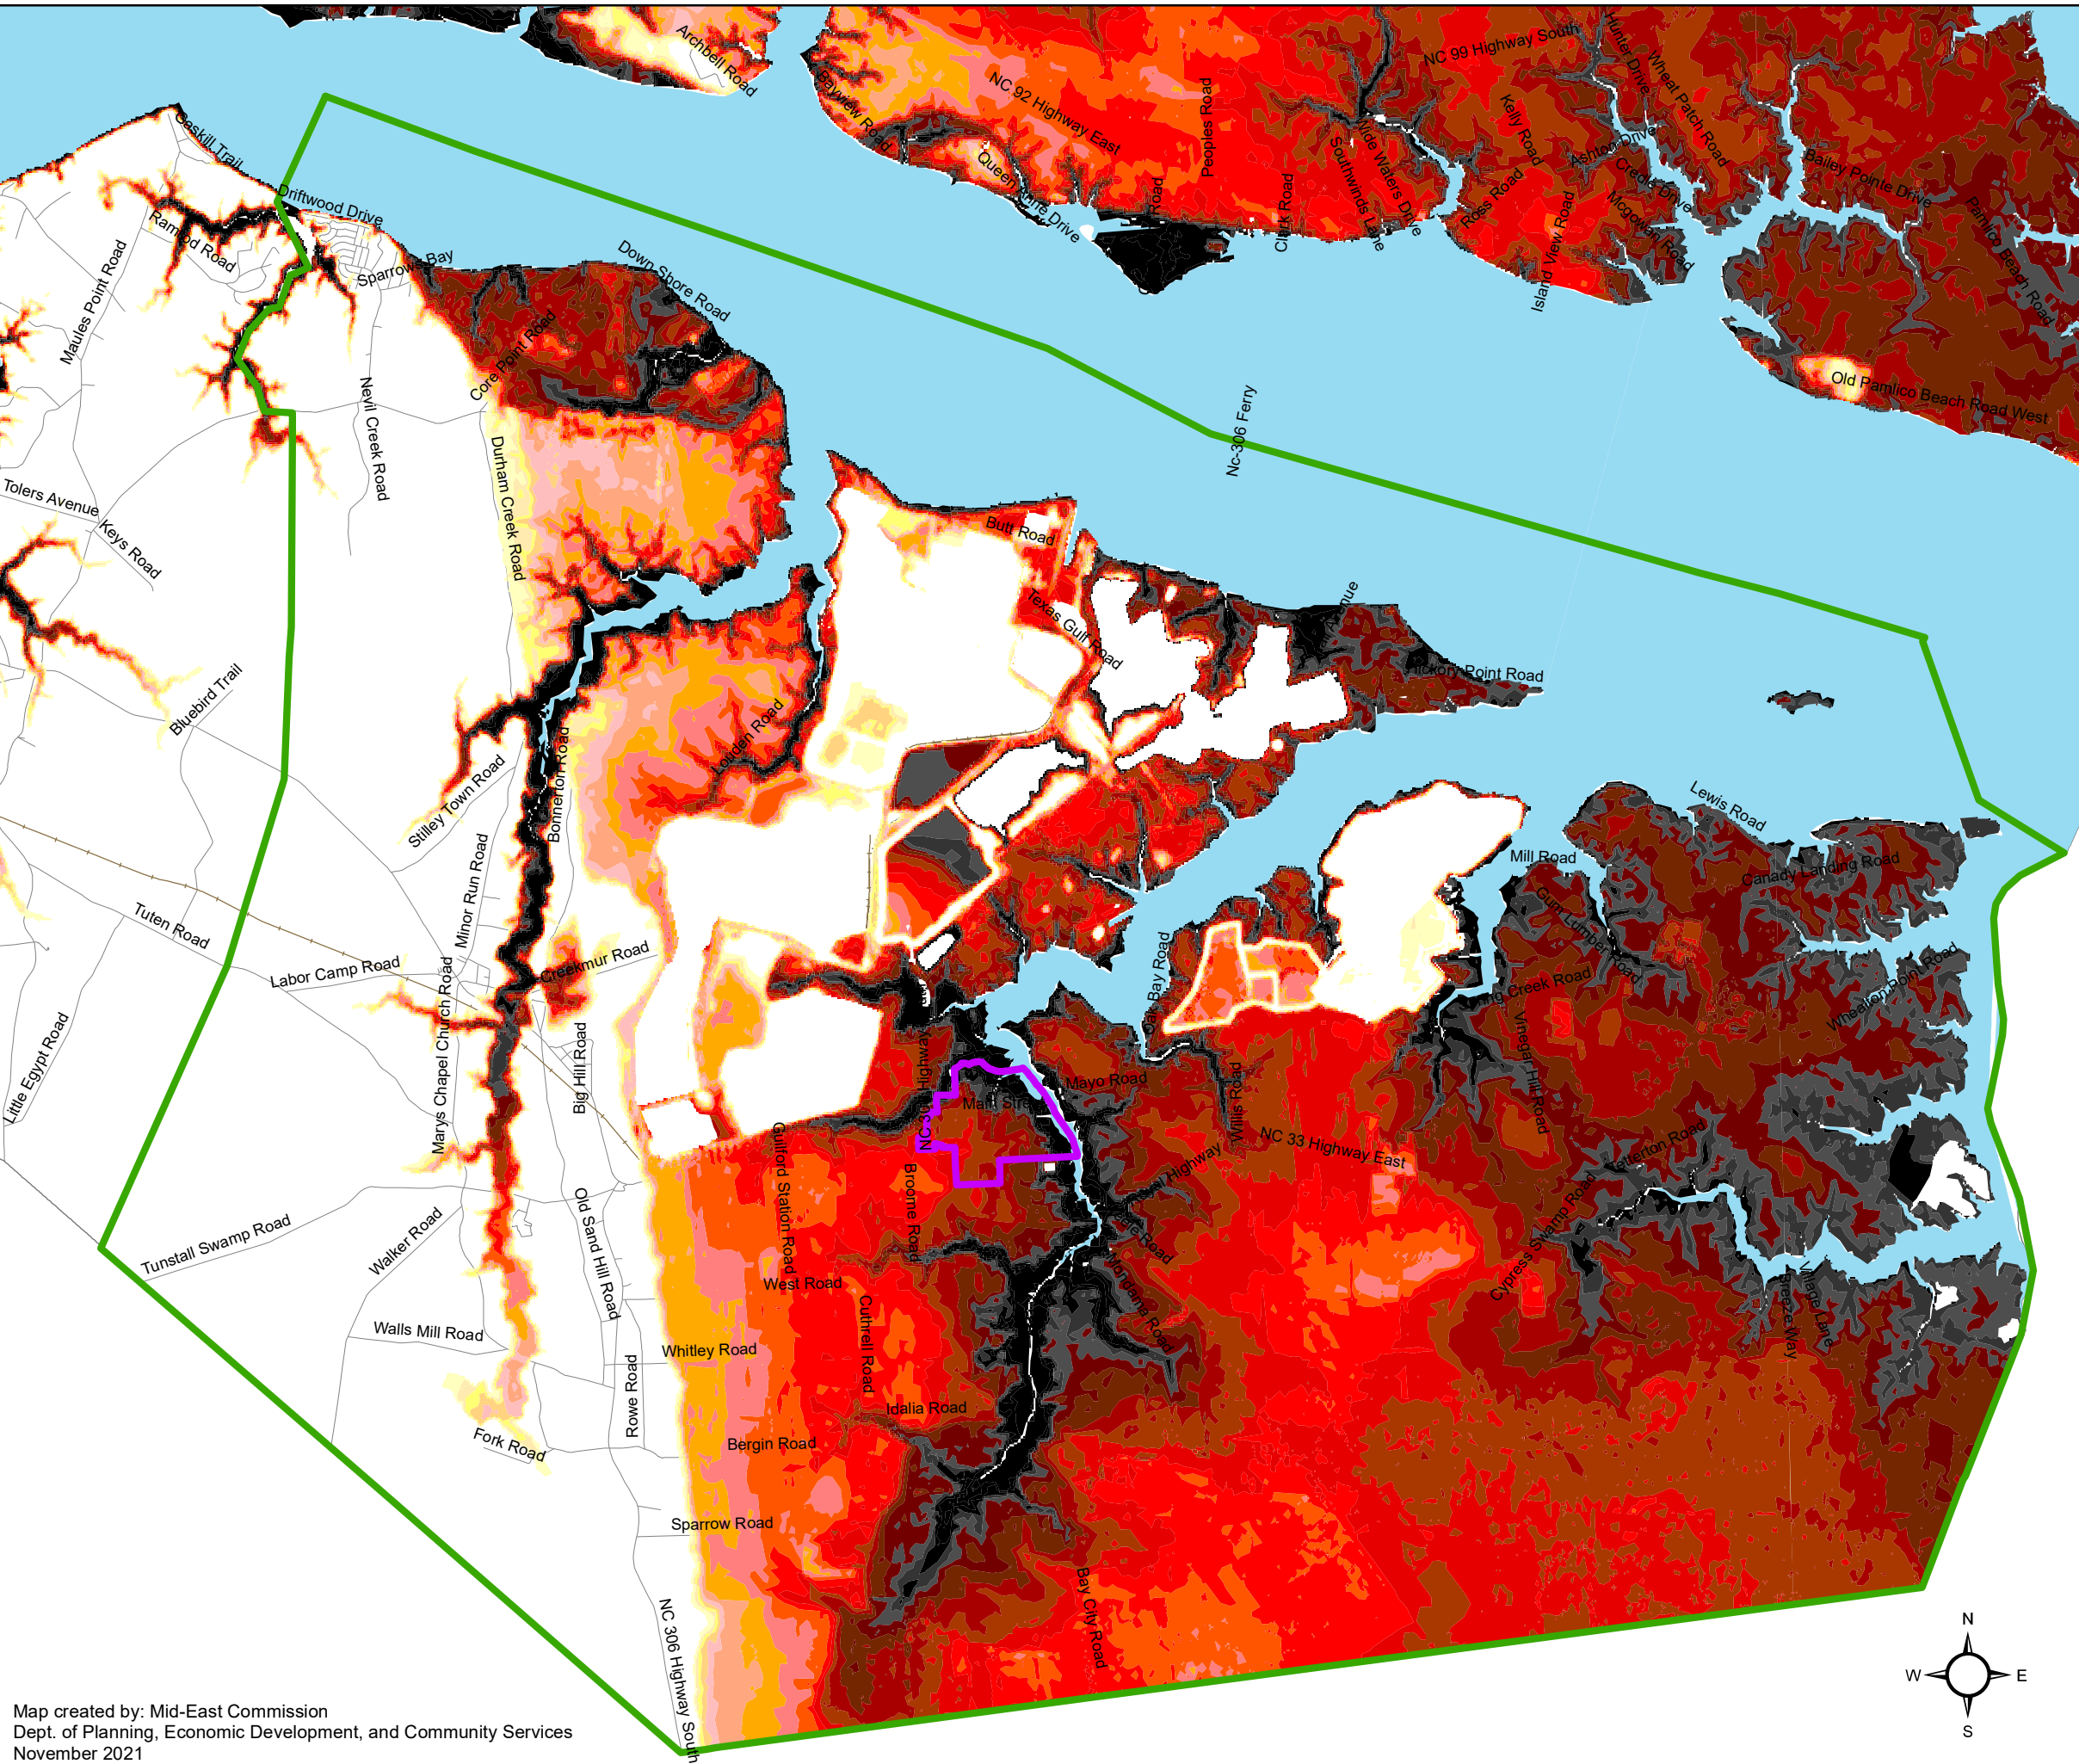 Archbell Road
NC 99 Highway South
Hunter Drive
Wheat Patch Road
Bayview Road
NC 92 Highway East
Peoples Road
Kelly Road
Wide Waters Drive
Southwinds Lane
Ashton Drive
Credle Drive
Bailey Pointe Drive
Gaskill Trail
Queen Anne Drive
Road
Clark Road
Ross Road
Island View Road
Mcgowan Road
Pamlico Beach Road
Driftwood Drive
Ramrod Road
Sparrows Bay
Down Shore Road
Maules Point Road
Core Point Road
Nevil Creek Road
Nc-306 Ferry
Old Pamlico Beach Road West
Durham Creek Road
Tolers Avenue
Keys Road
Butt Road
Texas Gulf Road
Hickory Point Road
Bluebird Trail
Louden Road
Bonnerton Road
Stilley Town Road
Lewis Road
Mill Road
Canady Landing Road
Minor Run Road
Gum Lumber Road
Tuten Road
Creekmur Road
Labor Camp Road
Oak Bay Road
Wheaton Point Road
Marys Chapel Church Road
Vinegar Hill Road
Little Egypt Road
Big Hill Road
Mayo Road
Main Street
Willis Road
NC 33 Highway East
Guilford Station Road
Broome Road
Cypress Swamp Road
Tunstall Swamp Road
Walker Road
Old Sand Hill Road
West Road
Village Lane
Breeze Way
Cuthrell Road
Walls Mill Road
Whitley Road
Rowe Road
Idalia Road
Bergin Road
Fork Road
Sparrow Road
Bay City Road
NC 306 Highway South
N
W
E
S
Map created by: Mid-East Commission
Dept. of Planning, Economic Development, and Community Services
November 2021